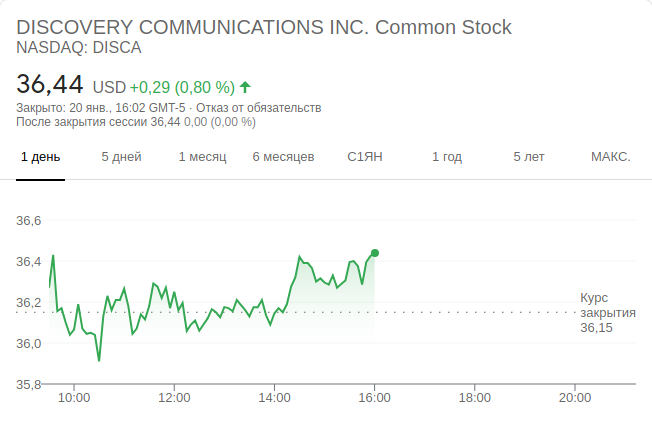 DISCOVERY COMMUNICATIONS INC. Common Stock
NASDAQ: DISCA
36,44 USD +0,29 (0,80 %)
Закрыто: 20 янв., 16:02 GMT-5 · Отказ от обязательств
После закрытия сессии 36,44 0,00 (0,00 %)
1 день 5 дней 1 месяц 6 месяцев С1ЯН 1 год 5 лет МАКС.
36,6
36,4
36,2
36,0
35,8
Курс
закрытия
36,15
10:00 12:00 14:00 16:00 18:00 20:00